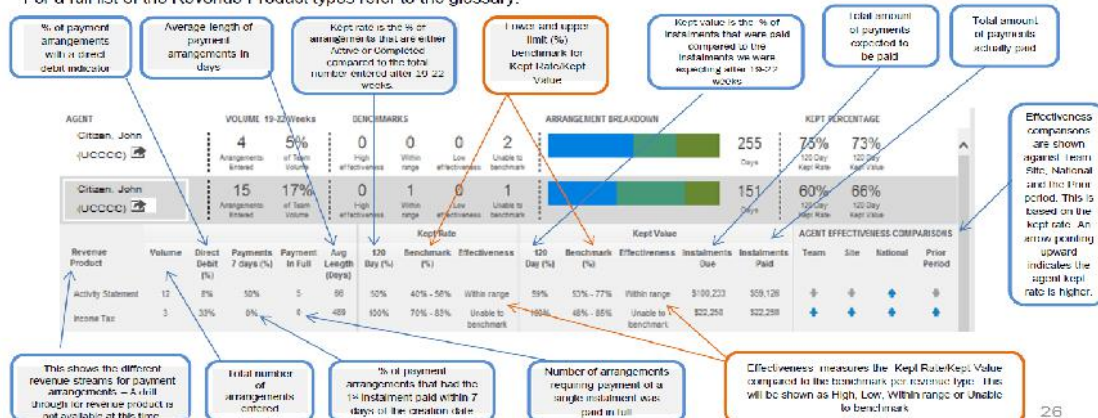 For a full list of the Revenue Product types refer to the glossary.
% of payment
arrangements
with a direct
debit indicator
Average length of
payment
arrangements in
days
Kept rate is the % of
arrangements that are either
Active or Completed
compared to the total
number entered after 19-22
weeks.
Lower and upper
limit (%)
benchmark for
Kept Rate/Kept
Value
Kept value is the % of
instalments that were paid
compared to the
instalments we were
expecting after 19-22
weeks
Total amount
of payments
expected to
be paid
Total amount
of payments
actually paid
Effectiveness
comparisons
are shown
against Team
Site, National
and the Prior
period. This is
based on the
kept rate. An
arrow pointing
upward
indicates the
agent kept
rate is higher.
AGENT VOLUME 19-22 Weeks BENCHMARKS ARRANGEMENT BREAKDOWN KEPT PERCENTAGE
Citizen, John
(UCCCC)
4 5% 0 0 0 2 255 75% 73%
Arrangements Entered of Team Volume High effectiveness Within range Low effectiveness Unable to benchmark Days 120 Day Kept Rate 120 Day Kept Value
Citizen, John
(UCCCC)
15 17% 0 1 0 1 151 60% 66%
Arrangements Entered of Team Volume High effectiveness Within range Low effectiveness Unable to benchmark Days 120 Day Kept Rate 120 Day Kept Value
Kept Rate Kept Value AGENT EFFECTIVENESS COMPARISONS
Revenue Product Volume Direct Debit (%) Payments 7 days (%) Payment In Full Avg Length (Days) 120 Day (%) Benchmark (%) Effectiveness 120 Day (%) Benchmark (%) Effectiveness Instalments Due Instalments Paid Team Site National Prior Period
Activity Statement 12 8% 50% 5 66 50% 40% - 56% Within range 59% 53% - 77% Within range $100,233 $59,126
Income Tax 3 33% 0% 0 489 100% 70% - 83% Unable to benchmark 100% 48% - 85% Unable to benchmark $22,250 $22,250
This shows the different
revenue streams for payment
arrangements – A drill
through for revenue product is
not available at this time
Total number
of
arrangements
entered
% of payment
arrangements that had the
1st instalment paid within 7
days of the creation date
Number of arrangements
requiring payment of a
single instalment was
paid in full
Effectiveness measures the Kept Rate/Kept Value
compared to the benchmark per revenue type. This
will be shown as High, Low, Within range or Unable
to benchmark
26